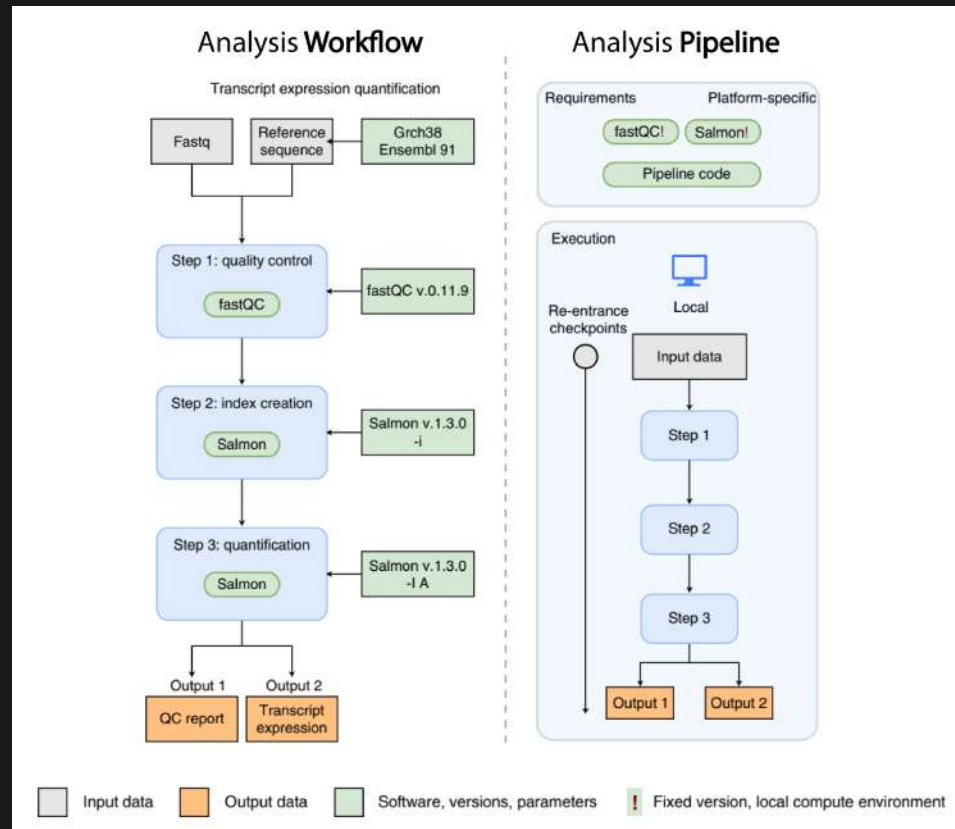 Analysis Workflow
Transcript expression quantification
Fastq
Reference
sequence
Grch38
Ensembl 91
Step 1: quality control
fastQC
fastQC v.0.11.9
Step 2: index creation
Salmon
Salmon v.1.3.0
-i
Step 3: quantification
Salmon
Salmon v.1.3.0
-l A
Output 1
QC report
Output 2
Transcript
expression
Analysis Pipeline
Requirements
Platform-specific
fastQC!
Salmon!
Pipeline code
Execution
Local
Re-entrance
checkpoints
Input data
Step 1
Step 2
Step 3
Output 1
Output 2
Input data
Output data
Software, versions, parameters
! Fixed version, local compute environment